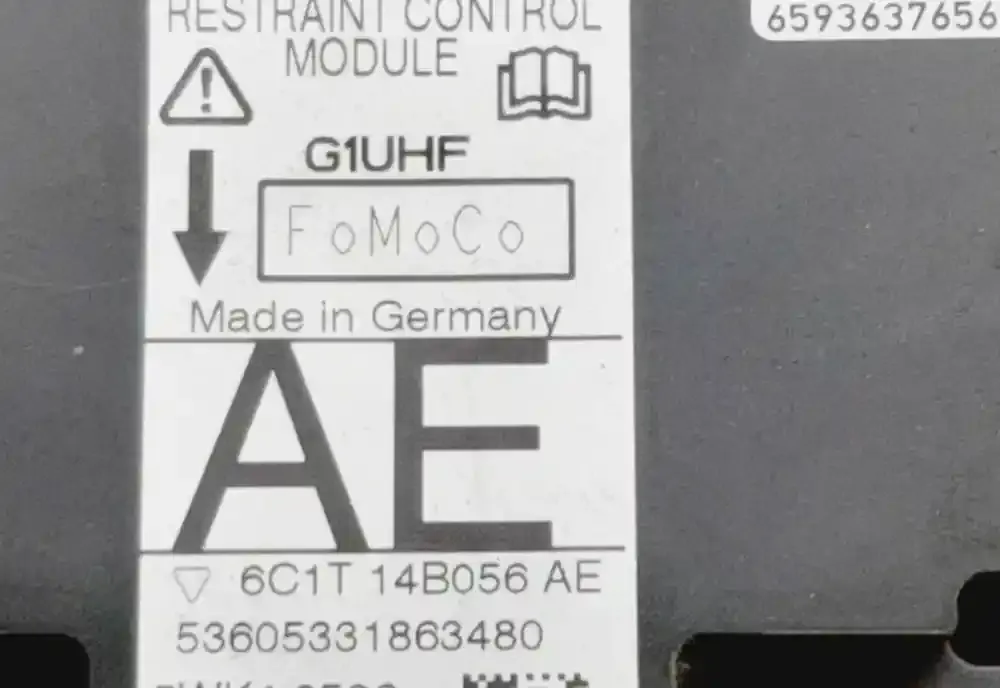 RESTRAINT CONTROL
6593637656
MODULE
G1UHF
FoMoCo
Made in Germany
AE
6C1T 14B056 AE
53605331863480